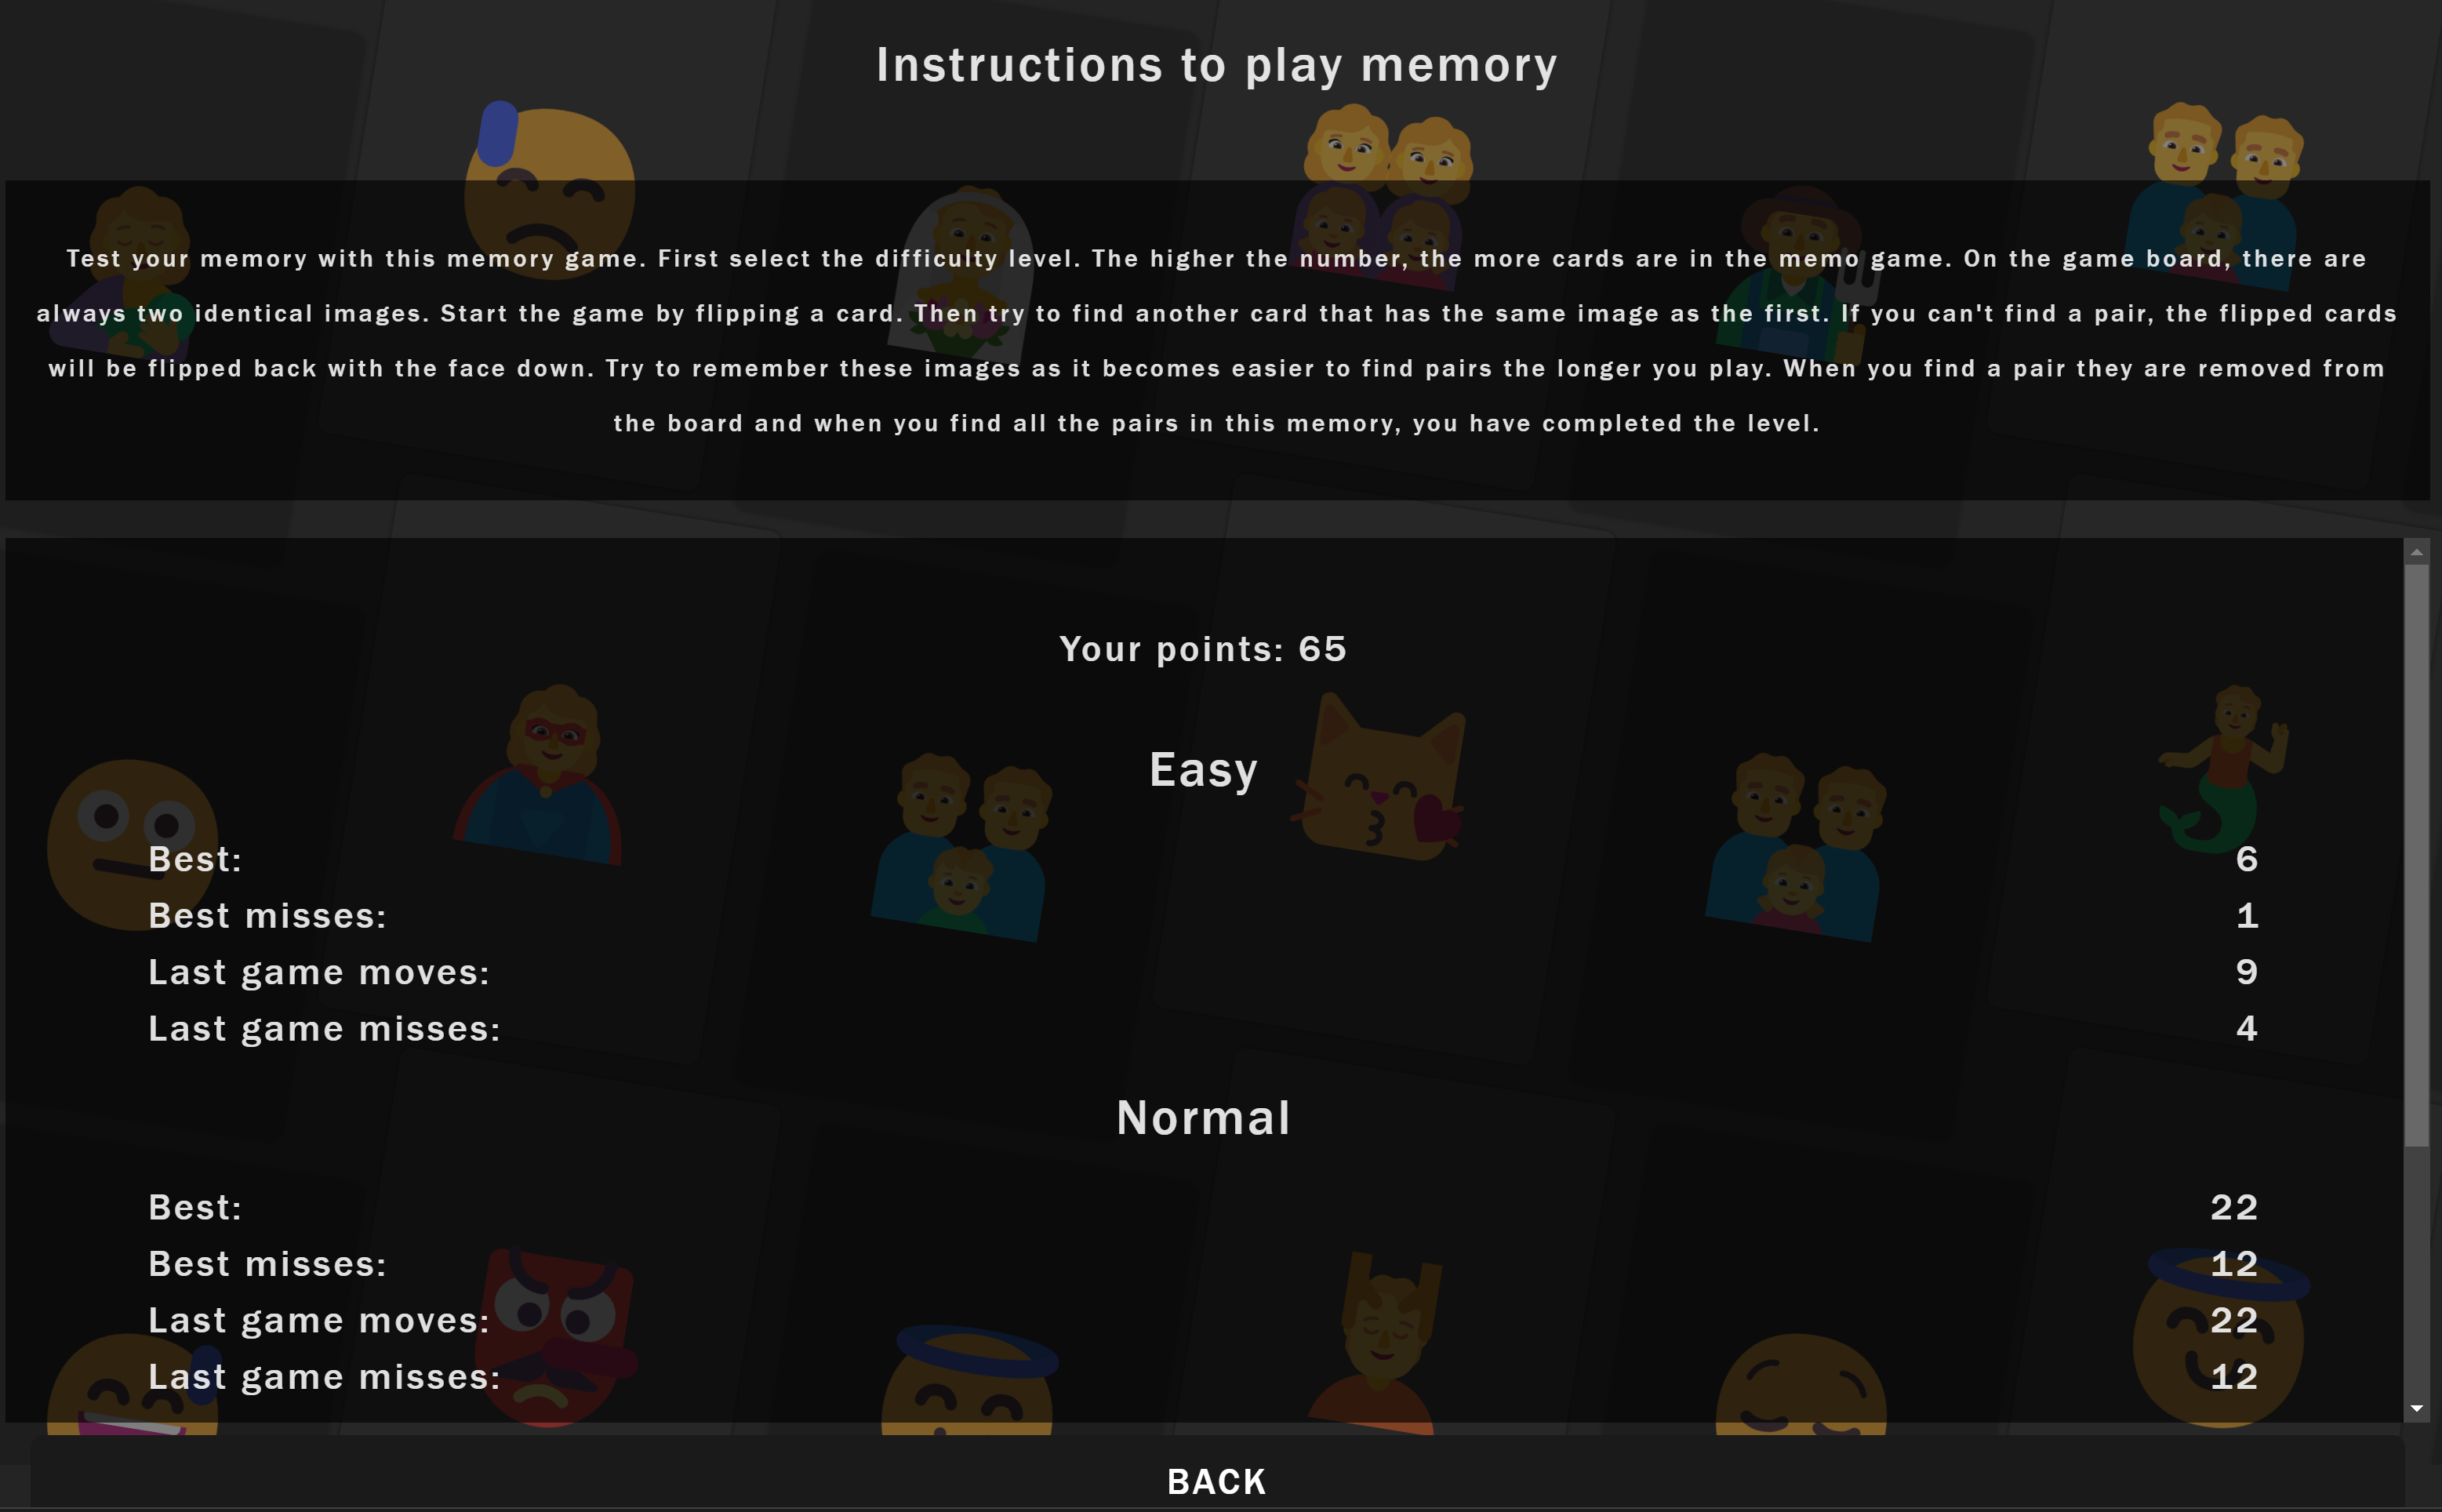 Instructions to play memory
Test your memory with this memory game. First select the difficulty level. The higher the number, the more cards are in the memo game. On the game board, there are
always two identical images. Start the game by flipping a card. Then try to find another card that has the same image as the first. If you can't find a pair, the flipped cards
will be flipped back with the face down. Try to remember these images as it becomes easier to find pairs the longer you play. When you find a pair they are removed from
the board and when you find all the pairs in this memory, you have completed the level.
Your points: 65
Easy
Best: 6
Best misses: 1
Last game moves: 9
Last game misses: 4
Normal
Best: 22
Best misses: 12
Last game moves: 22
Last game misses: 12
BACK